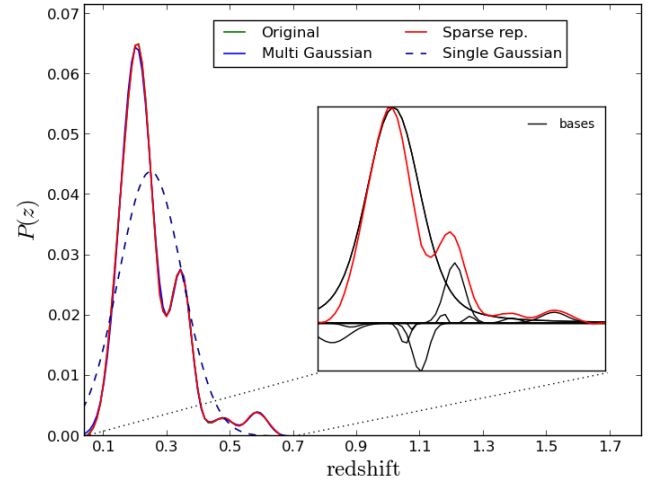 0.07
0.06
0.05
0.04
0.03
0.02
0.01
0.00
P(z)
Original
Multi Gaussian
Sparse rep.
Single Gaussian
bases
0.1 0.3 0.5 0.7 0.9 1.1 1.3 1.5 1.7
redshift